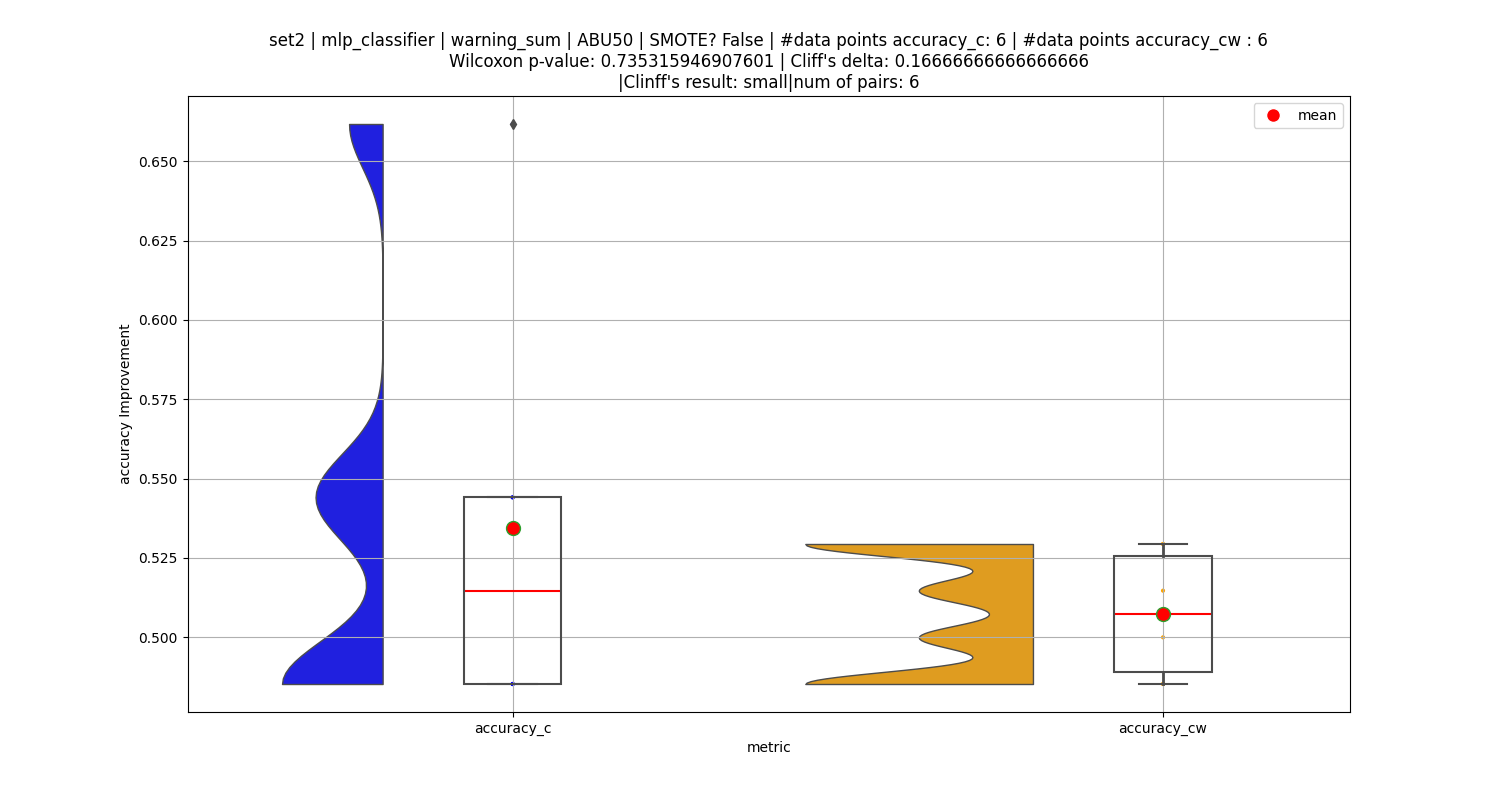 set2 | mlp_classifier | warning_sum | ABU50 | SMOTE? False | #data points accuracy_c: 6 | #data points accuracy_cw : 6
Wilcoxon p-value: 0.735315946907601 | Cliff's delta: 0.16666666666666666
|Clinff's result: small|num of pairs: 6
mean
accuracy Improvement
0.650
0.625
0.600
0.575
0.550
0.525
0.500
accuracy_c
accuracy_cw
metric